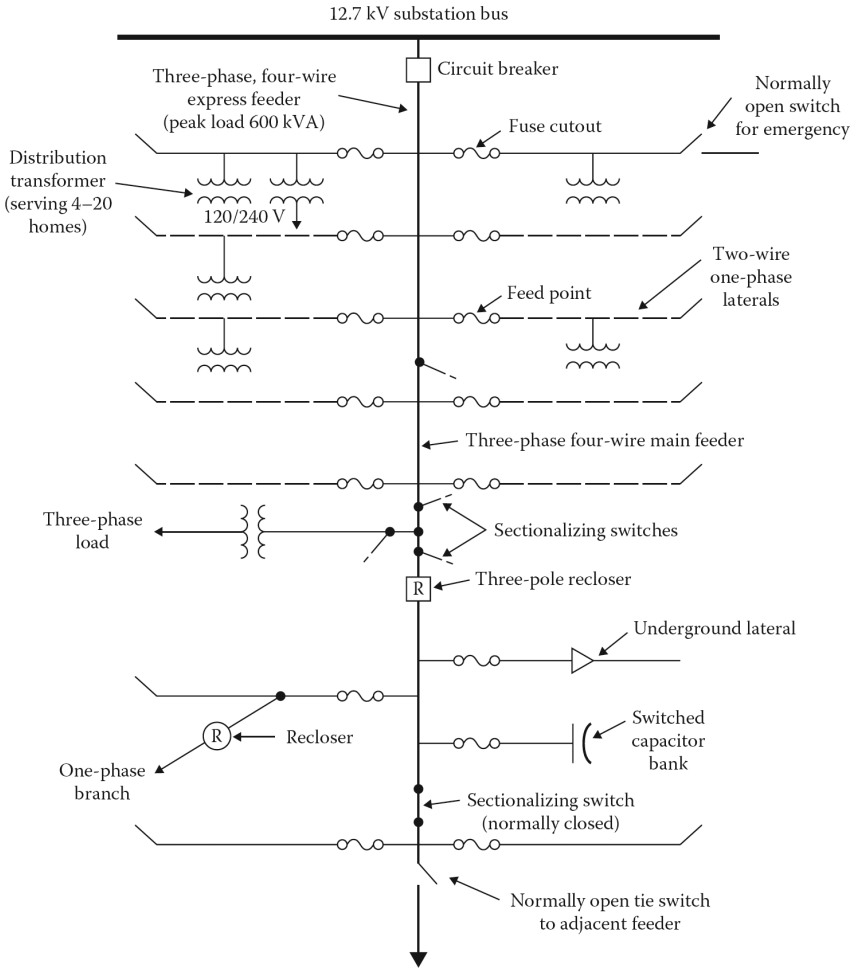 12.7 kV substation bus
Circuit breaker
Three-phase, four-wire
express feeder
(peak load 600 kVA)
Normally
open switch
for emergency
Fuse cutout
Distribution
transformer
(serving 4–20
homes)
120/240 V
Two-wire
one-phase
laterals
Feed point
Three-phase four-wire main feeder
Three-phase
load
Sectionalizing switches
Three-pole recloser
R
Underground lateral
Switched
capacitor
bank
R
Recloser
One-phase
branch
Sectionalizing switch
(normally closed)
Normally open tie switch
to adjacent feeder